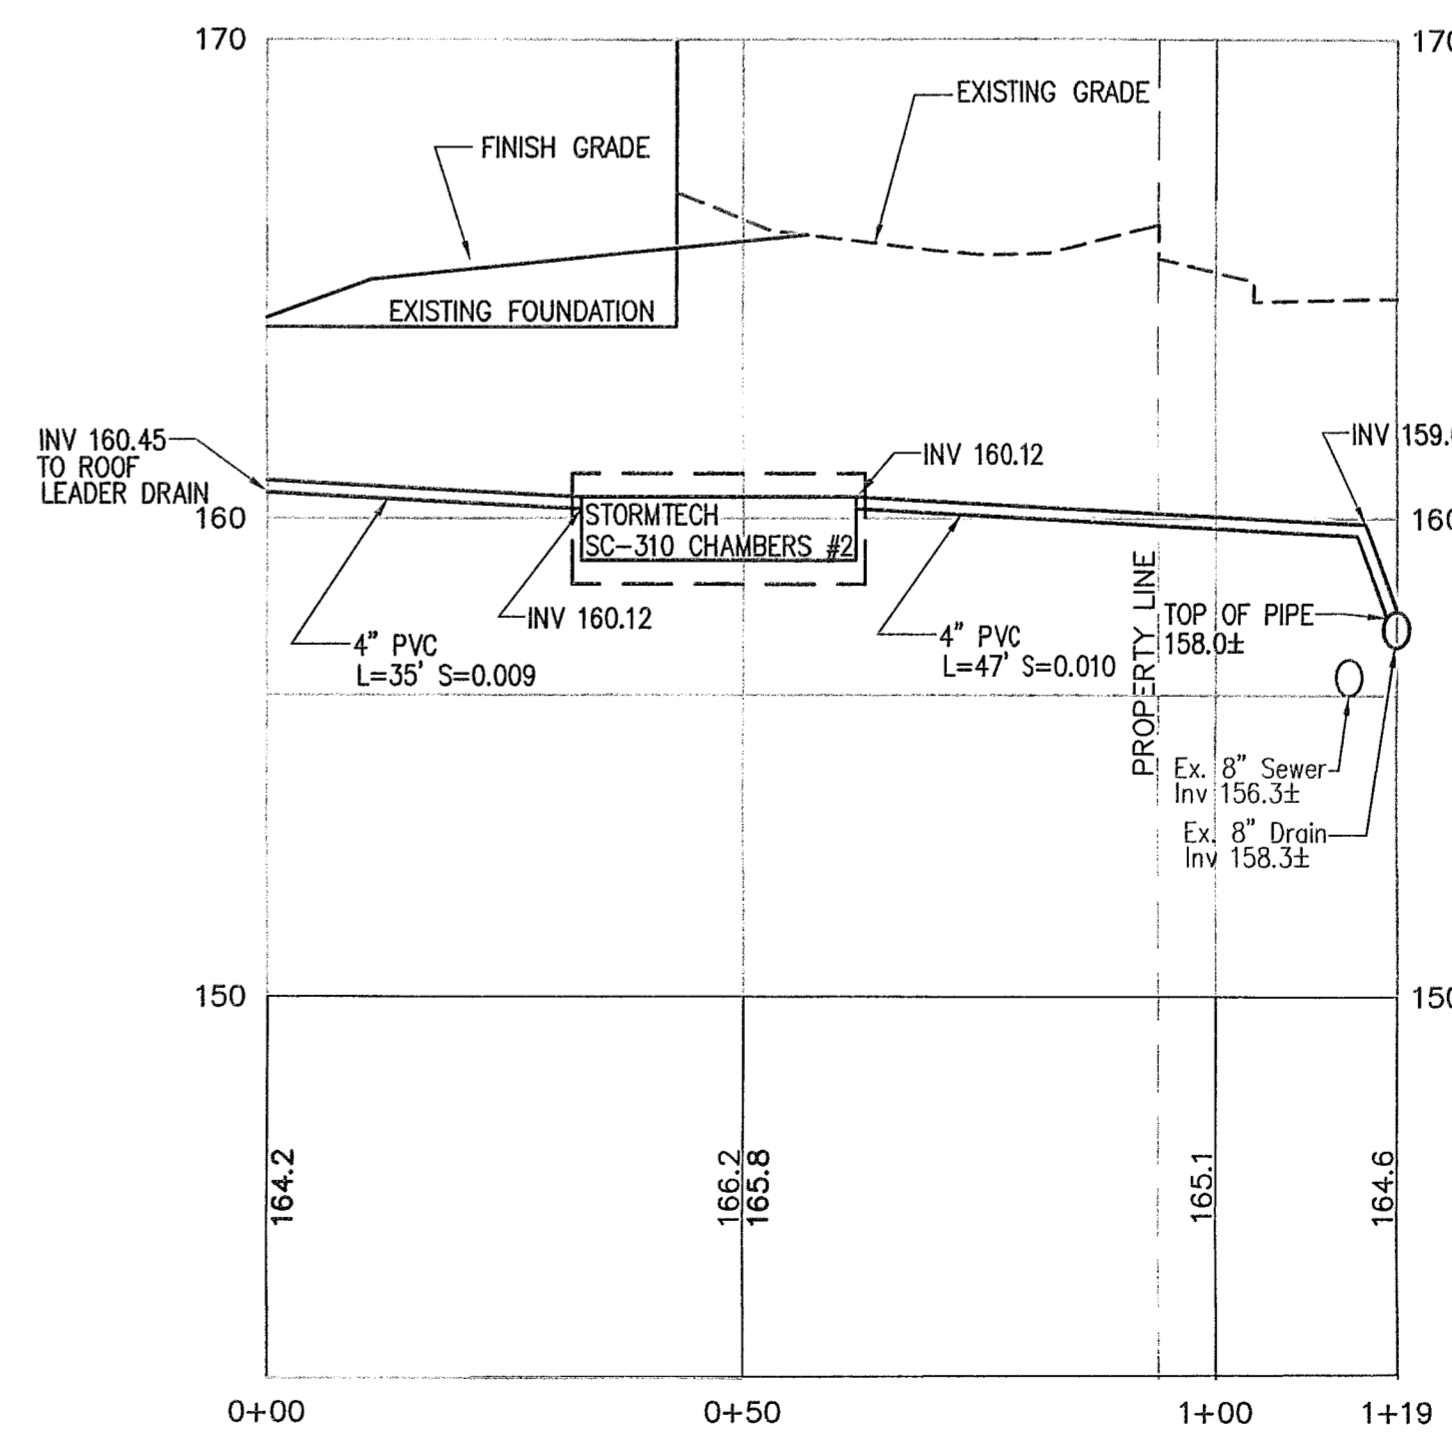 170
170
EXISTING GRADE
FINISH GRADE
EXISTING FOUNDATION
INV 160.45
TO ROOF
LEADER DRAIN
INV 160.12
INV 159.
160
160
STORMTECH
SC-310 CHAMBERS #2
INV 160.12
4" PVC
L=35' S=0.009
4" PVC
L=47' S=0.010
PROPERTY LINE
TOP OF PIPE
158.0±
Ex. 8" Sewer
Inv 156.3±
Ex. 8" Drain
Inv 158.3±
150
150
164.2
166.2
165.8
165.1
164.6
0+00
0+50
1+00
1+19